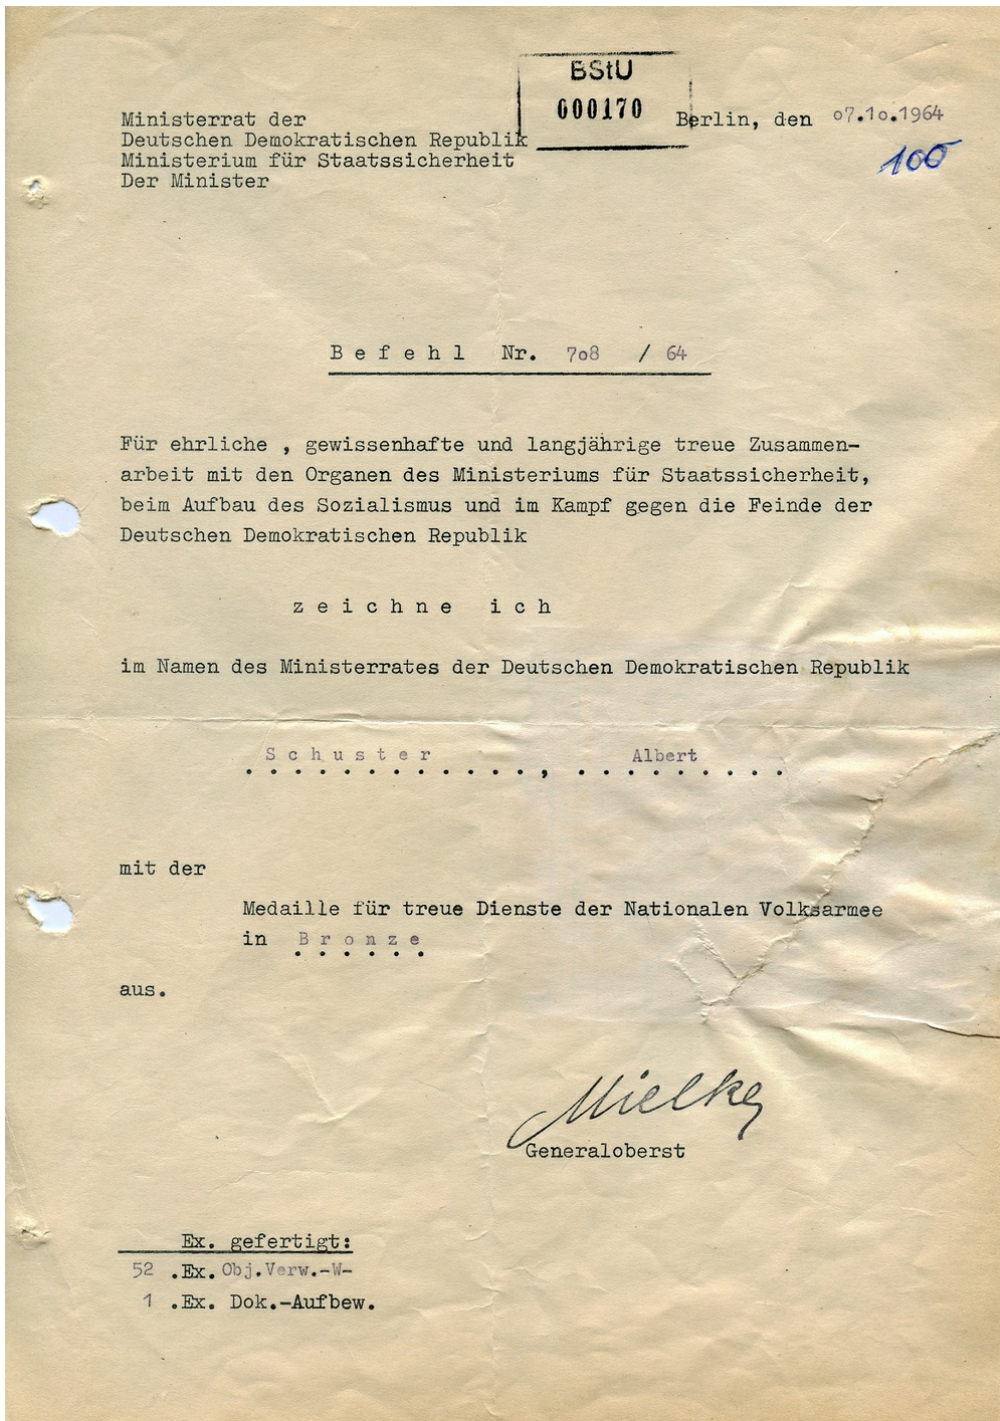 BStU
000170
Ministerrat der
Deutschen Demokratischen Republik
Ministerium für Staatssicherheit
Der Minister
Berlin, den 07.10.1964
100
Befehl Nr. 708 / 64
Für ehrliche , gewissenhafte und langjährige treue Zusammen-
arbeit mit den Organen des Ministeriums für Staatssicherheit,
beim Aufbau des Sozialismus und im Kampf gegen die Feinde der
Deutschen Demokratischen Republik
zeichne ich
im Namen des Ministerrates der Deutschen Demokratischen Republik
Schuster , Albert
mit der
Medaille für treue Dienste der Nationalen Volksarmee
in Bronze
aus.
Mielke
Generaloberst
Ex. gefertigt:
52 .Ex. Obj.Verw.-W-
1 .Ex. Dok.-Aufbew.